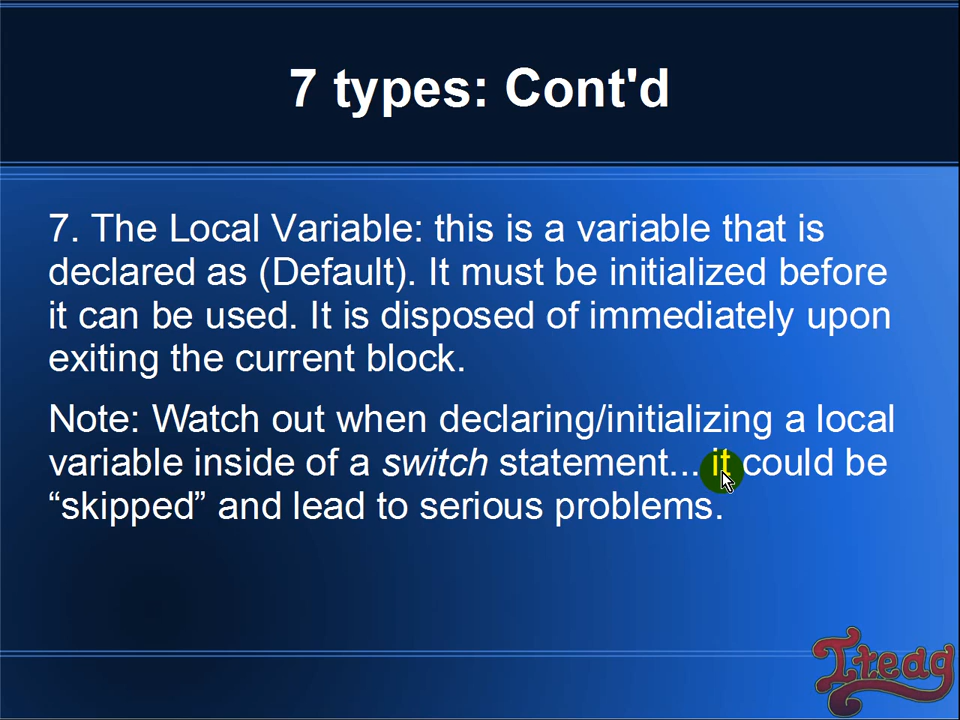 7 types: Cont'd
7. The Local Variable: this is a variable that is
declared as (Default). It must be initialized before
it can be used. It is disposed of immediately upon
exiting the current block.
Note: Watch out when declaring/initializing a local
variable inside of a switch statement... it could be
“skipped” and lead to serious problems.
Itedg